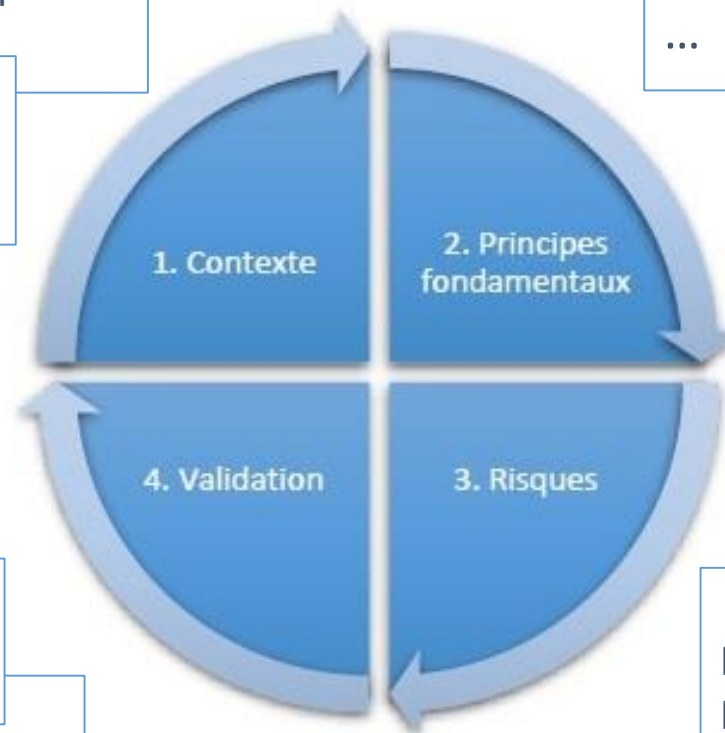 ...
1. Contexte
2. Principes
fondamentaux
4. Validation
3. Risques